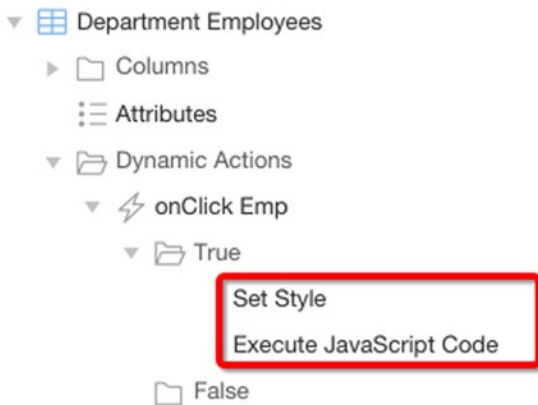 Department Employees
Columns
Attributes
Dynamic Actions
onClick Emp
True
Set Style
Execute JavaScript Code
False